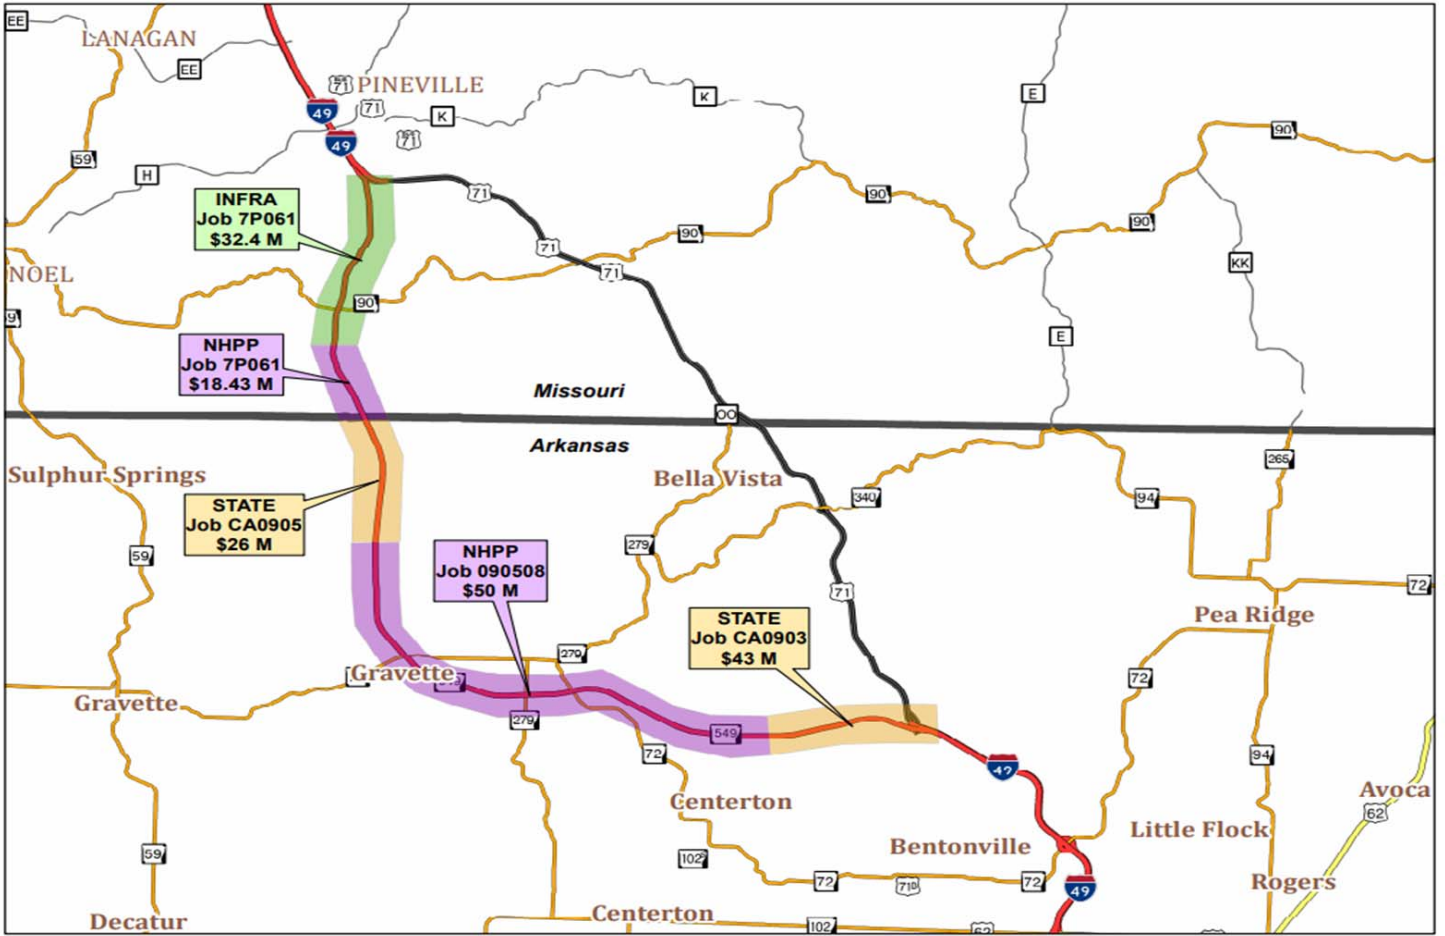 EE
LANAGAN
EE
71
PINEVILLE
49
71
K
K
E
71
49
90
59
H
INFRA
Job 7P061
$32.4 M
71
90
90
90
71
71
KK
NOEL
90
9
E
NHPP
Job 7P061
$18.43 M
Missouri
OO
Arkansas
265
Sulphur Springs
Bella Vista
340
94
STATE
Job CA0905
$26 M
279
59
NHPP
Job 090508
$50 M
71
72
STATE
Job CA0903
$43 M
Pea Ridge
279
Gravette
72
Gravette
279
549
72
94
49
Avoca
Centerton
62
Little Flock
Bentonville
59
102
72
72
49
Rogers
Centerton
Decatur
102
62